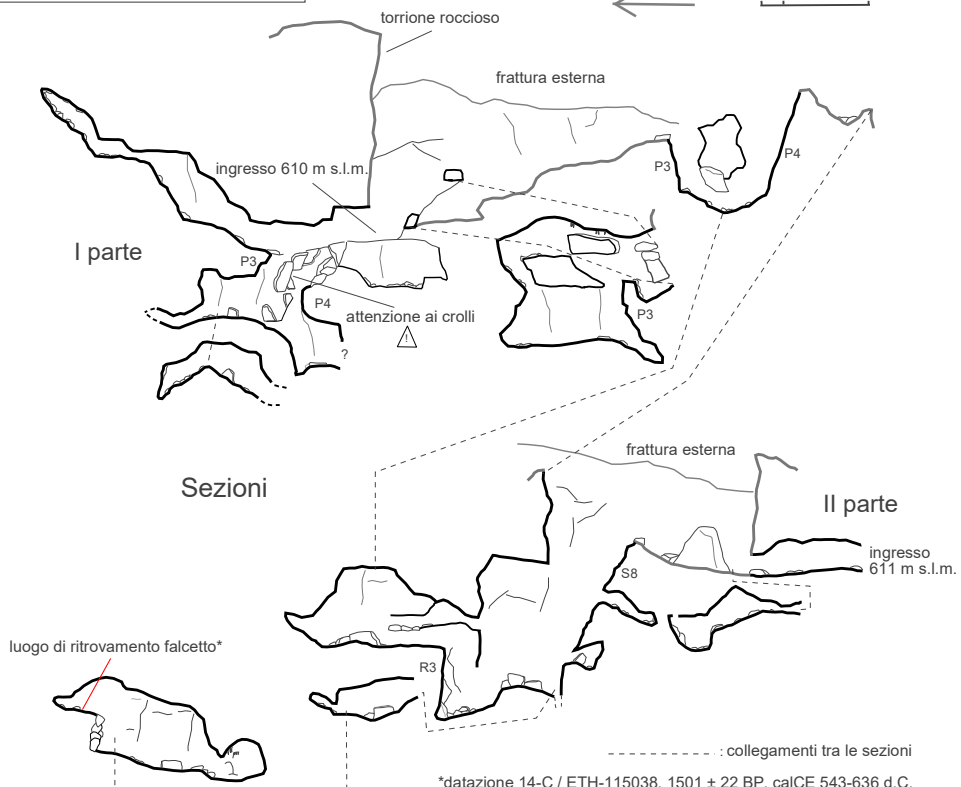 torrione roccioso
frattura esterna
P3
P4
ingresso 610 m s.l.m.
I parte
P3
P4
attenzione ai crolli
!
P3
?
frattura esterna
Sezioni
II parte
ingresso
611 m s.l.m.
S8
luogo di ritrovamento falcetto*
R3
: collegamenti tra le sezioni
*datazione 14-C / ETH-115038, 1501 ± 22 BP, calCE 543-636 d.C.